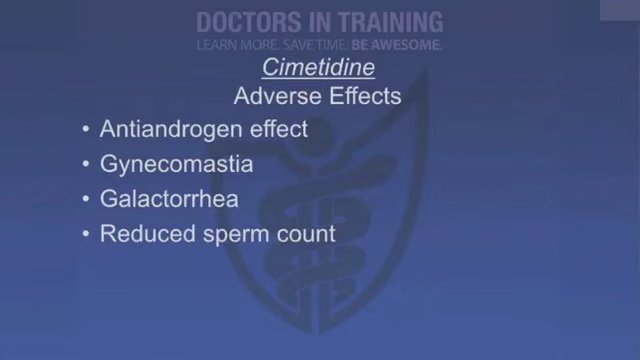 DOCTORS IN TRAINING
LEARN MORE. SAVE TIME. BE AWESOME.
Cimetidine
Adverse Effects
• Antiandrogen effect
• Gynecomastia
• Galactorrhea
• Reduced sperm count